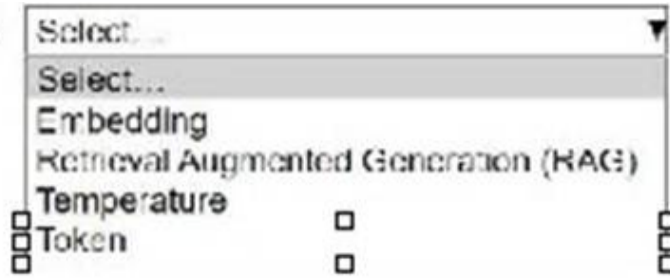 Select...
Select...
Embedding
Retrieval Augmented Generation (RAG)
Temperature
Token